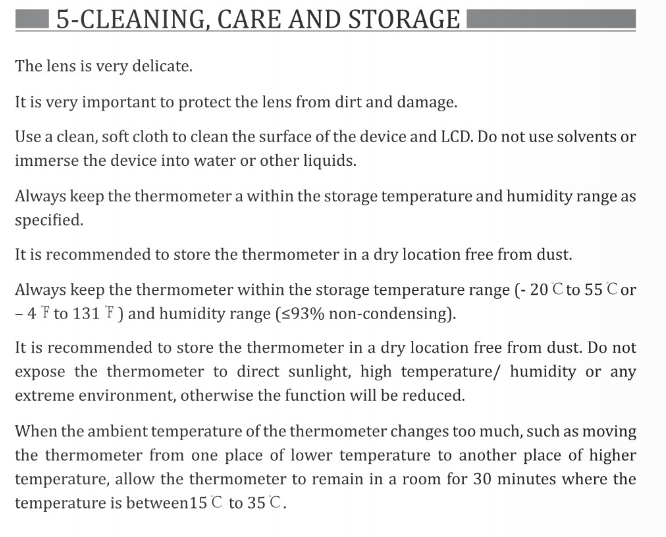 5-CLEANING, CARE AND STORAGE
The lens is very delicate.
It is very important to protect the lens from dirt and damage.
Use a clean, soft cloth to clean the surface of the device and LCD. Do not use solvents or
immerse the device into water or other liquids.
Always keep the thermometer a within the storage temperature and humidity range as
specified.
It is recommended to store the thermometer in a dry location free from dust.
Always keep the thermometer within the storage temperature range (- 20 ℃ to 55 ℃ or
– 4 ℉ to 131 ℉ ) and humidity range (≤93% non-condensing).
It is recommended to store the thermometer in a dry location free from dust. Do not
expose the thermometer to direct sunlight, high temperature/ humidity or any
extreme environment, otherwise the function will be reduced.
When the ambient temperature of the thermometer changes too much, such as moving
the thermometer from one place of lower temperature to another place of higher
temperature, allow the thermometer to remain in a room for 30 minutes where the
temperature is between15 ℃ to 35 ℃.